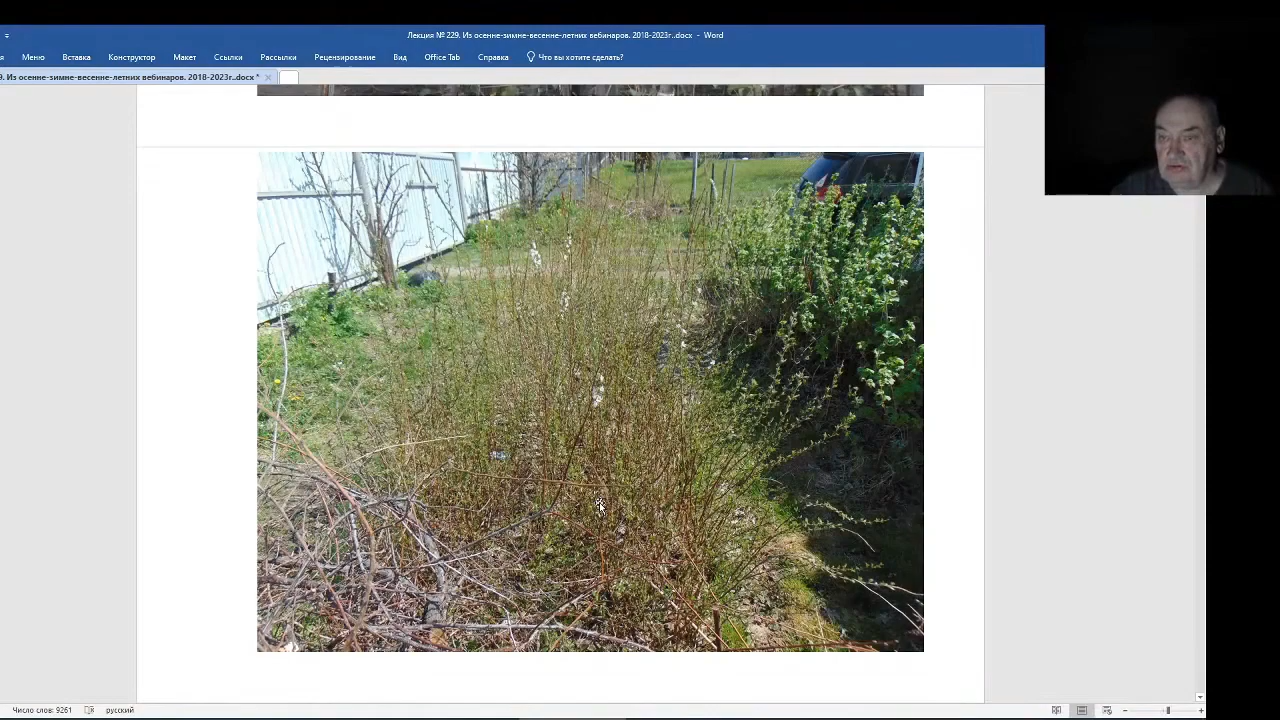 Лекция № 229. Из осенне-зимне-весенне-летних вебинаров. 2018-2023г..docx - Word
Меню Вставка Конструктор Макет Ссылки Рассылки Рецензирование Вид Office Tab Справка Что вы хотите сделать?
9. Из осенне-зимне-весенне-летних вебинаров. 2018-2023г..docx *
Число слов: 9261 русский